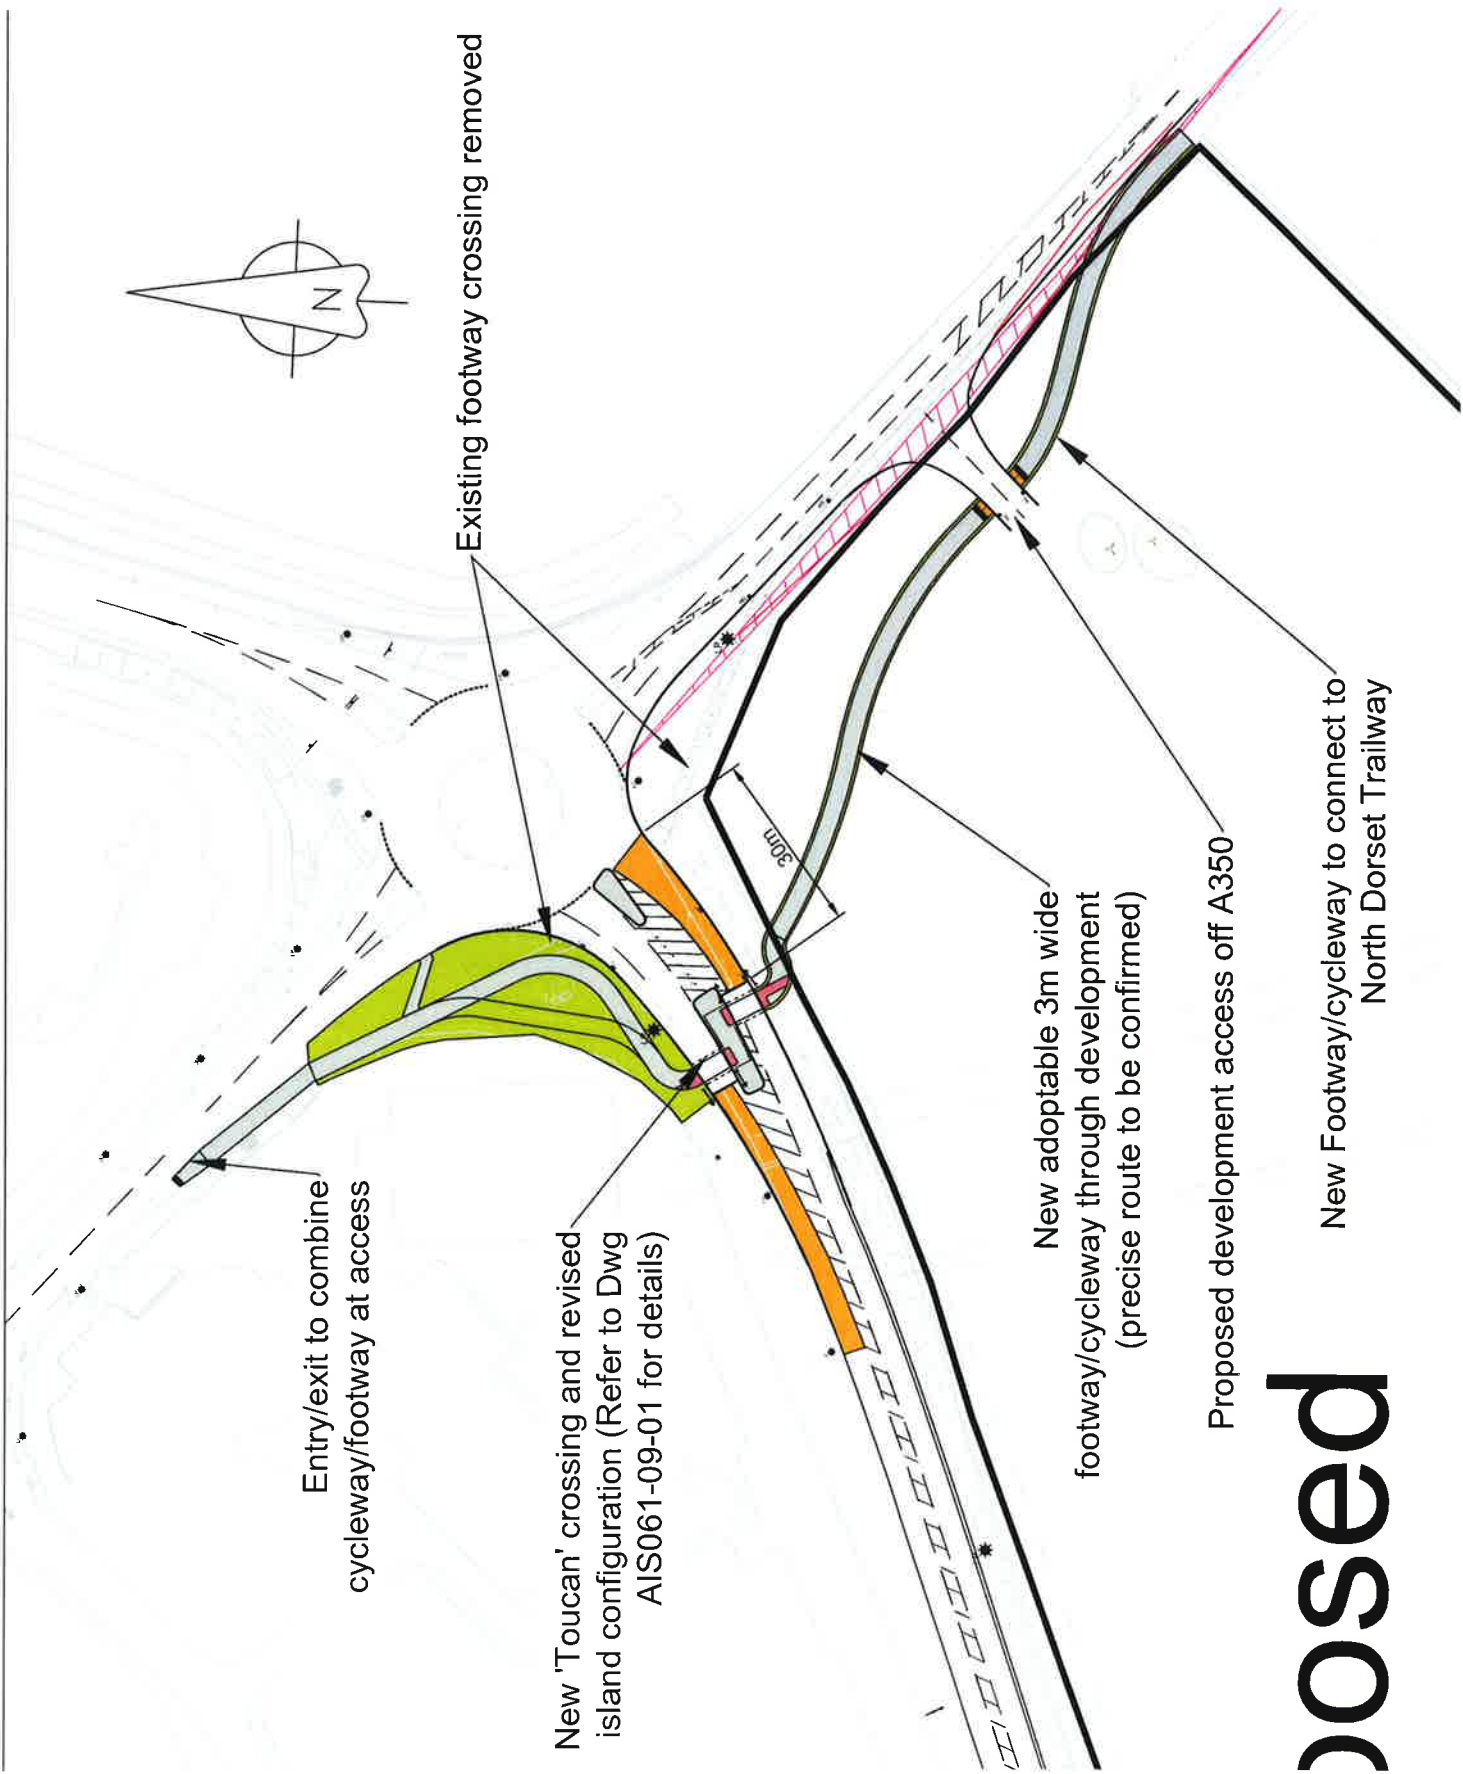 Existing footway crossing removed
N
Entry/exit to combine
cycleway/footway at access
New 'Toucan' crossing and revised
island configuration (Refer to Dwg
AIS061-09-01 for details)
30m
New adoptable 3m wide
footway/cycleway through development
(precise route to be confirmed)
Proposed development access off A350
New Footway/cycleway to connect to
North Dorset Trailway
osed